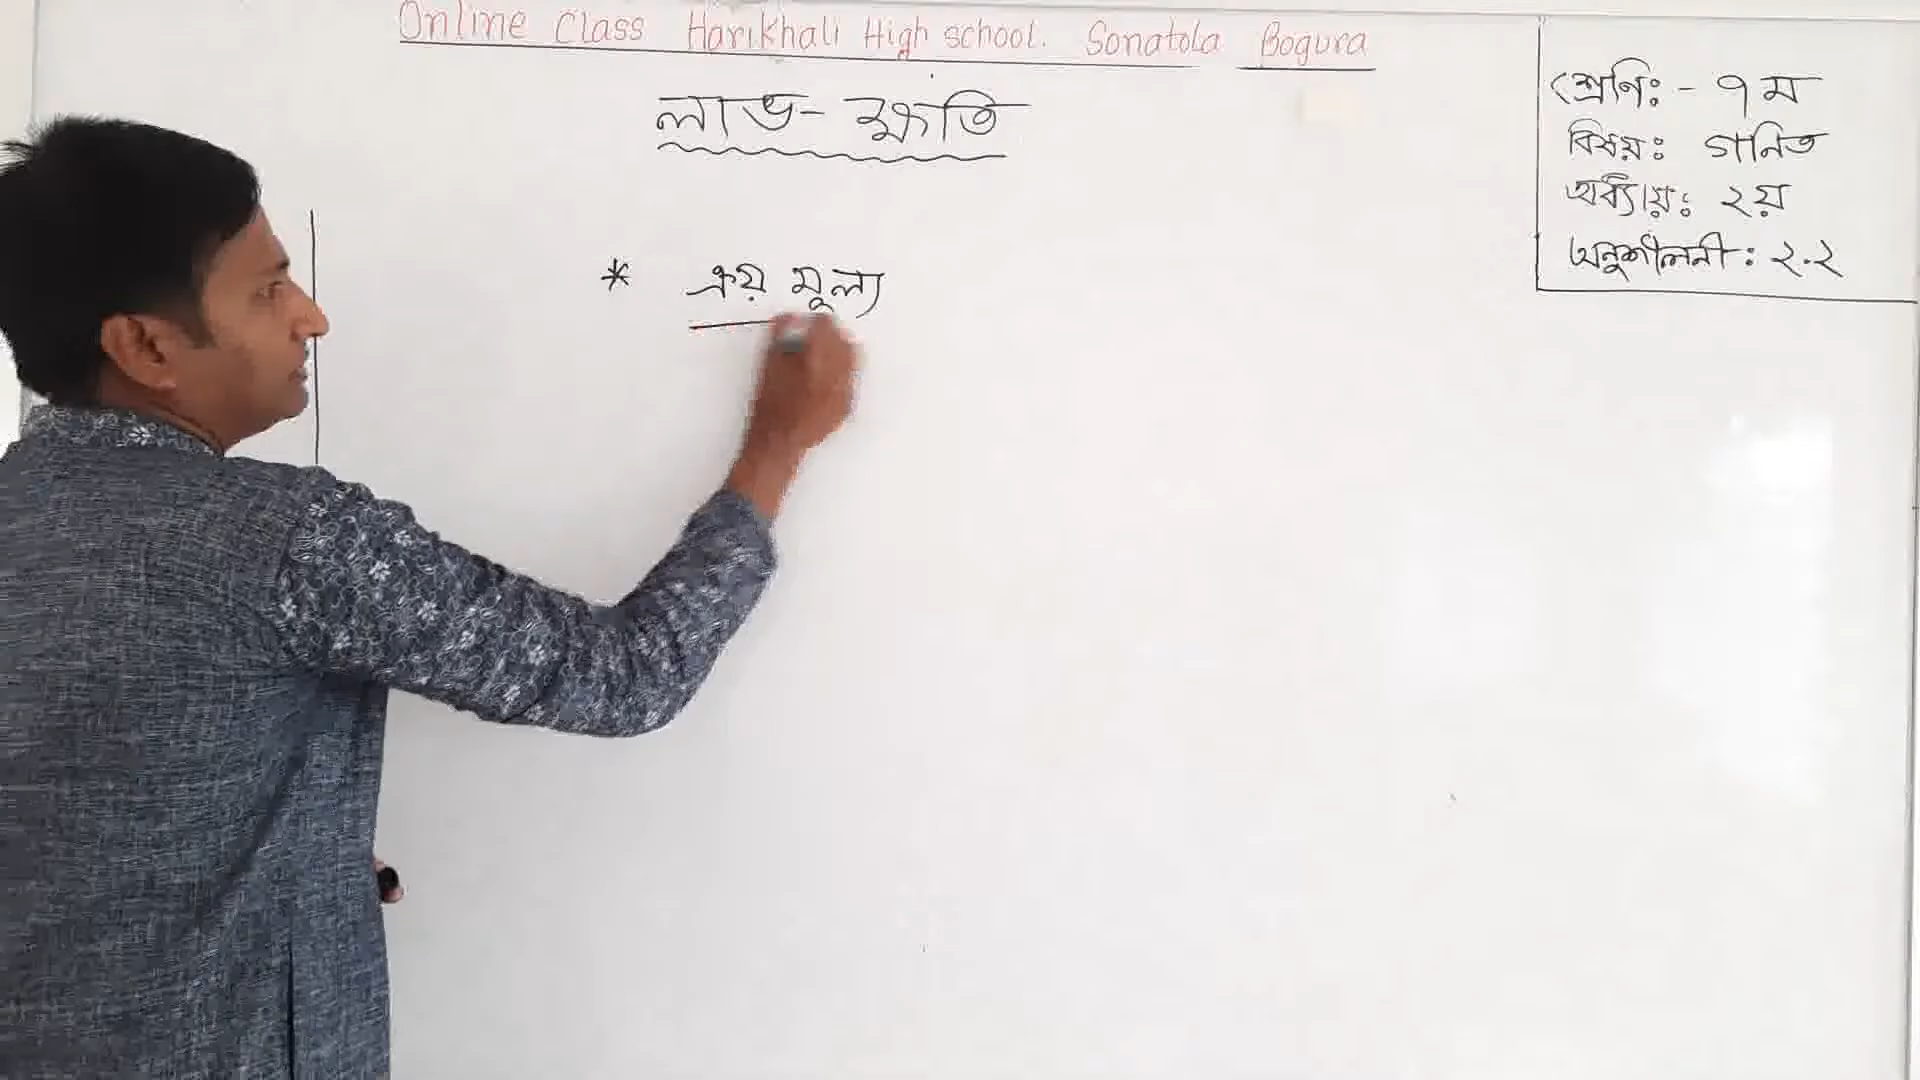 Online Class Harikhali High school. Sonatola Bogura
লাভ- ক্ষতি
* ক্রয় মূল্য
শ্রেণিঃ - ৭ম
বিষয়ঃ গনিত
অধ্যায়ঃ ২য়
অনুশীলনী: ২.২